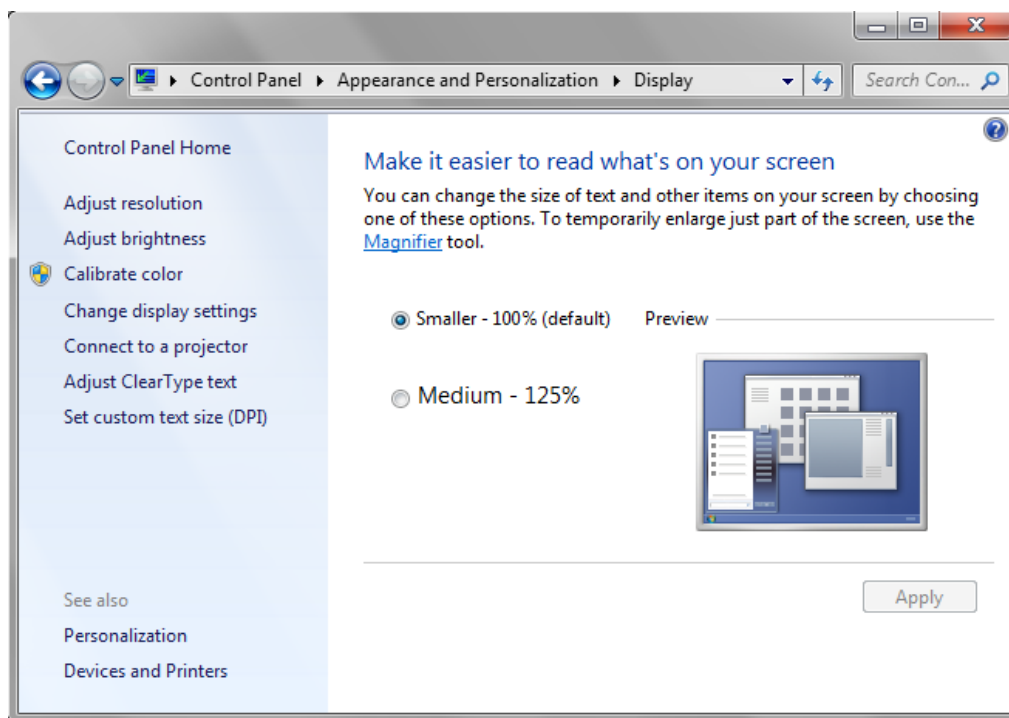 Control Panel ▸ Appearance and Personalization ▸ Display
Search Con...
Control Panel Home
Adjust resolution
Adjust brightness
Calibrate color
Change display settings
Connect to a projector
Adjust ClearType text
Set custom text size (DPI)
See also
Personalization
Devices and Printers
Make it easier to read what's on your screen
You can change the size of text and other items on your screen by choosing
one of these options. To temporarily enlarge just part of the screen, use the
Magnifier tool.
Smaller - 100% (default)
Preview
Medium - 125%
Apply